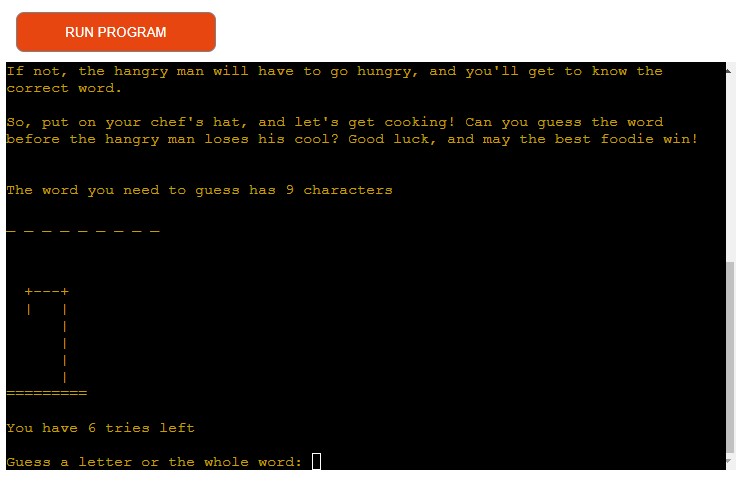 RUN PROGRAM
If not, the hangry man will have to go hungry, and you'll get to know the
correct word.
So, put on your chef's hat, and let's get cooking! Can you guess the word
before the hangry man loses his cool? Good luck, and may the best foodie win!
The word you need to guess has 9 characters
_ _ _ _ _ _ _ _ _
  +---+
  |   |
      |
      |
      |
      |
=========
You have 6 tries left
Guess a letter or the whole word: